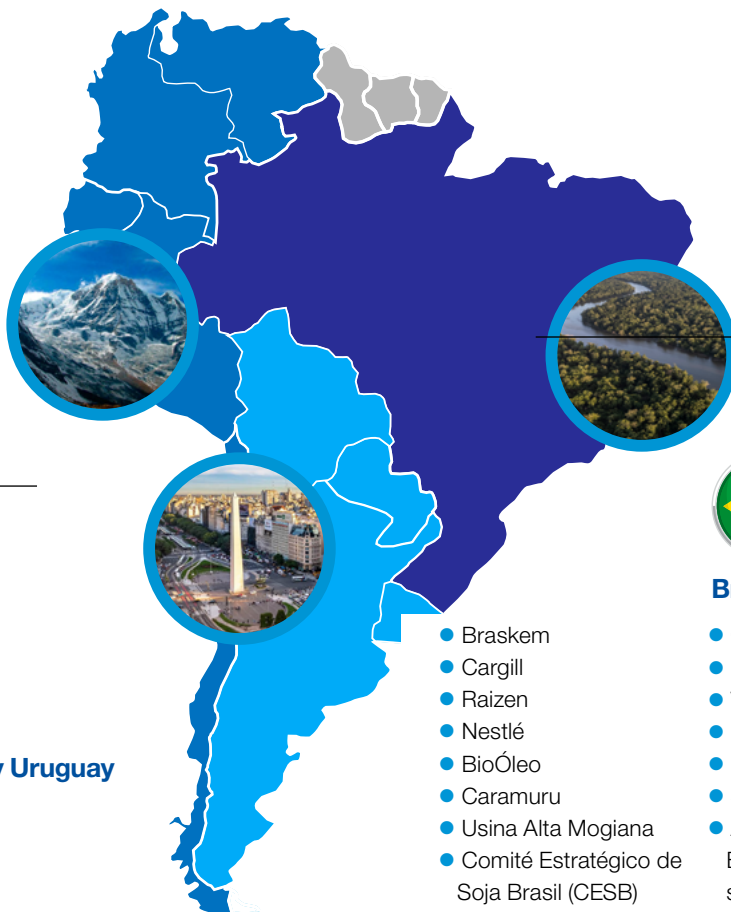 y Uruguay
Braskem
Cargill
Raizen
Nestlé
BioÓleo
Caramuru
Usina Alta Mogiana
Comité Estratégico de
Soja Brasil (CESB)